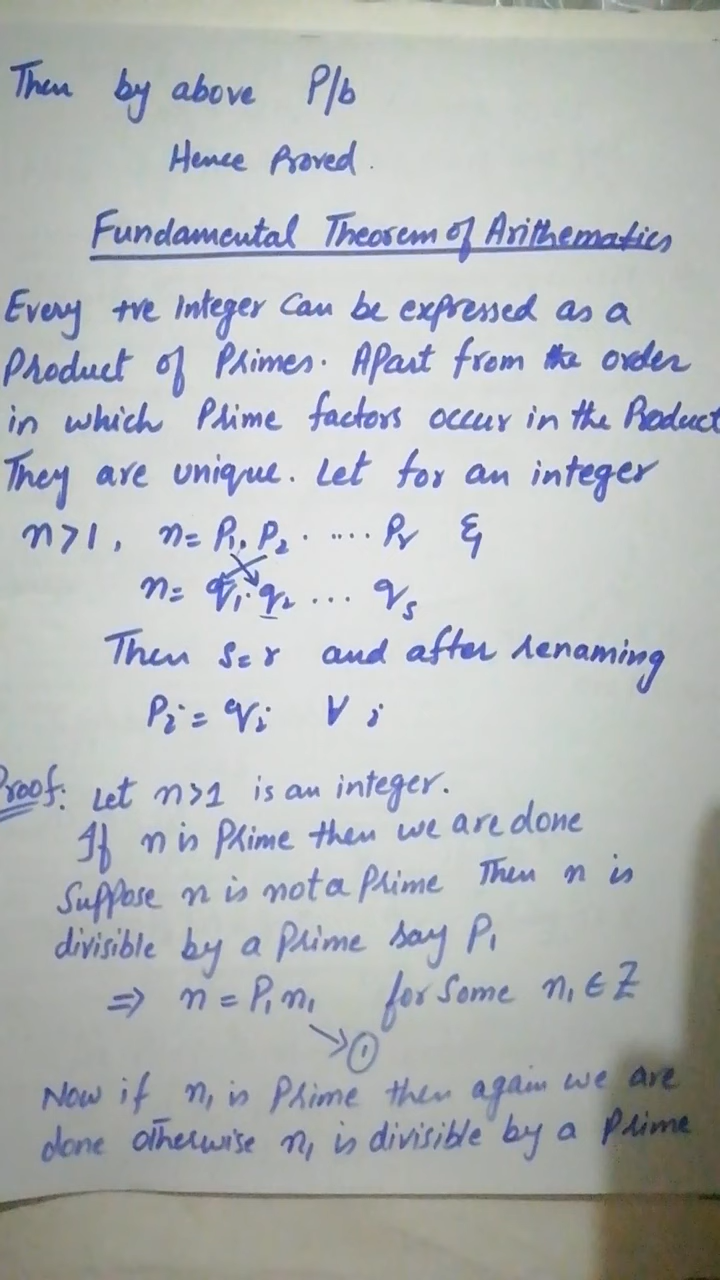 Then by above P/b
Hence Proved.
Fundamental Theorem of Arithematics
Every +ve integer can be expressed as a
Product of Primes. Apart from the order
in which Prime factors occur in the Product
They are unique. Let for an integer
n>1, n= P₁. P₂ . .... Pr &
n= q₁. q₂ ... qₛ
Then s=r and after renaming
Pᵢ = qᵢ ∀ i
Proof: Let n>1 is an integer.
If n is Prime then we are done
Suppose n is not a Prime Then n is
divisible by a Prime say P₁
⇒ n = P₁n₁ for some n₁ ∈ Z
①
Now if n₁ is Prime then again we are
done otherwise n₁ is divisible by a Prime